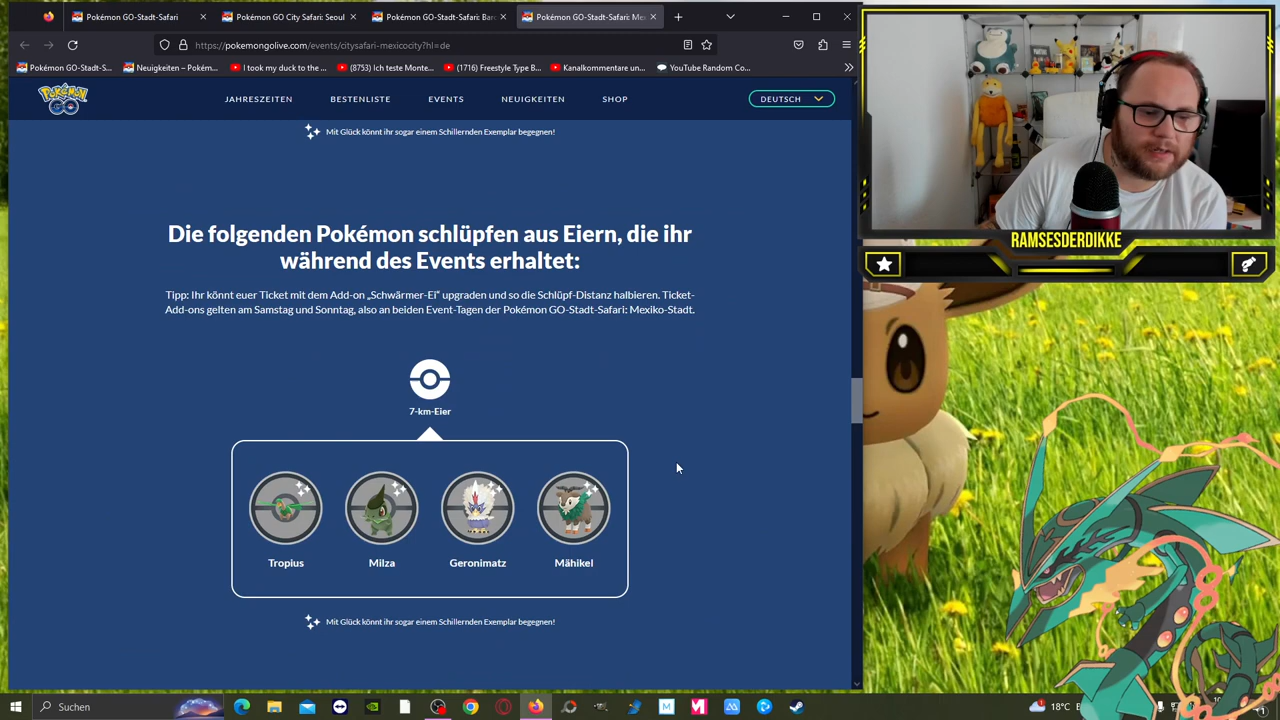 Pokémon GO-Stadt-Safari
Pokémon GO City Safari: Seoul
Pokémon GO-Stadt-Safari: Barc
Pokémon GO-Stadt-Safari: Mex
https://pokemongolive.com/events/citysafari-mexicocity?hl=de
Pokémon GO-Stadt-S...
Neuigkeiten – Pokém...
I took my duck to the ...
(8753) Ich teste Monte...
(1716) Freestyle Type B...
Kanalkommentare un...
YouTube Random Co...
Pokémon GO
JAHRESZEITEN
BESTENLISTE
EVENTS
NEUIGKEITEN
SHOP
DEUTSCH
Mit Glück könnt ihr sogar einem Schillernden Exemplar begegnen!
Die folgenden Pokémon schlüpfen aus Eiern, die ihr
während des Events erhaltet:
Tipp: Ihr könnt euer Ticket mit dem Add-on „Schwärmer-Ei“ upgraden und so die Schlüpf-Distanz halbieren. Ticket-
Add-ons gelten am Samstag und Sonntag, also an beiden Event-Tagen der Pokémon GO-Stadt-Safari: Mexiko-Stadt.
7-km-Eier
Tropius
Milza
Geronimatz
Mähikel
Mit Glück könnt ihr sogar einem Schillernden Exemplar begegnen!
RAMSESDERDIKKE
Suchen
18°C